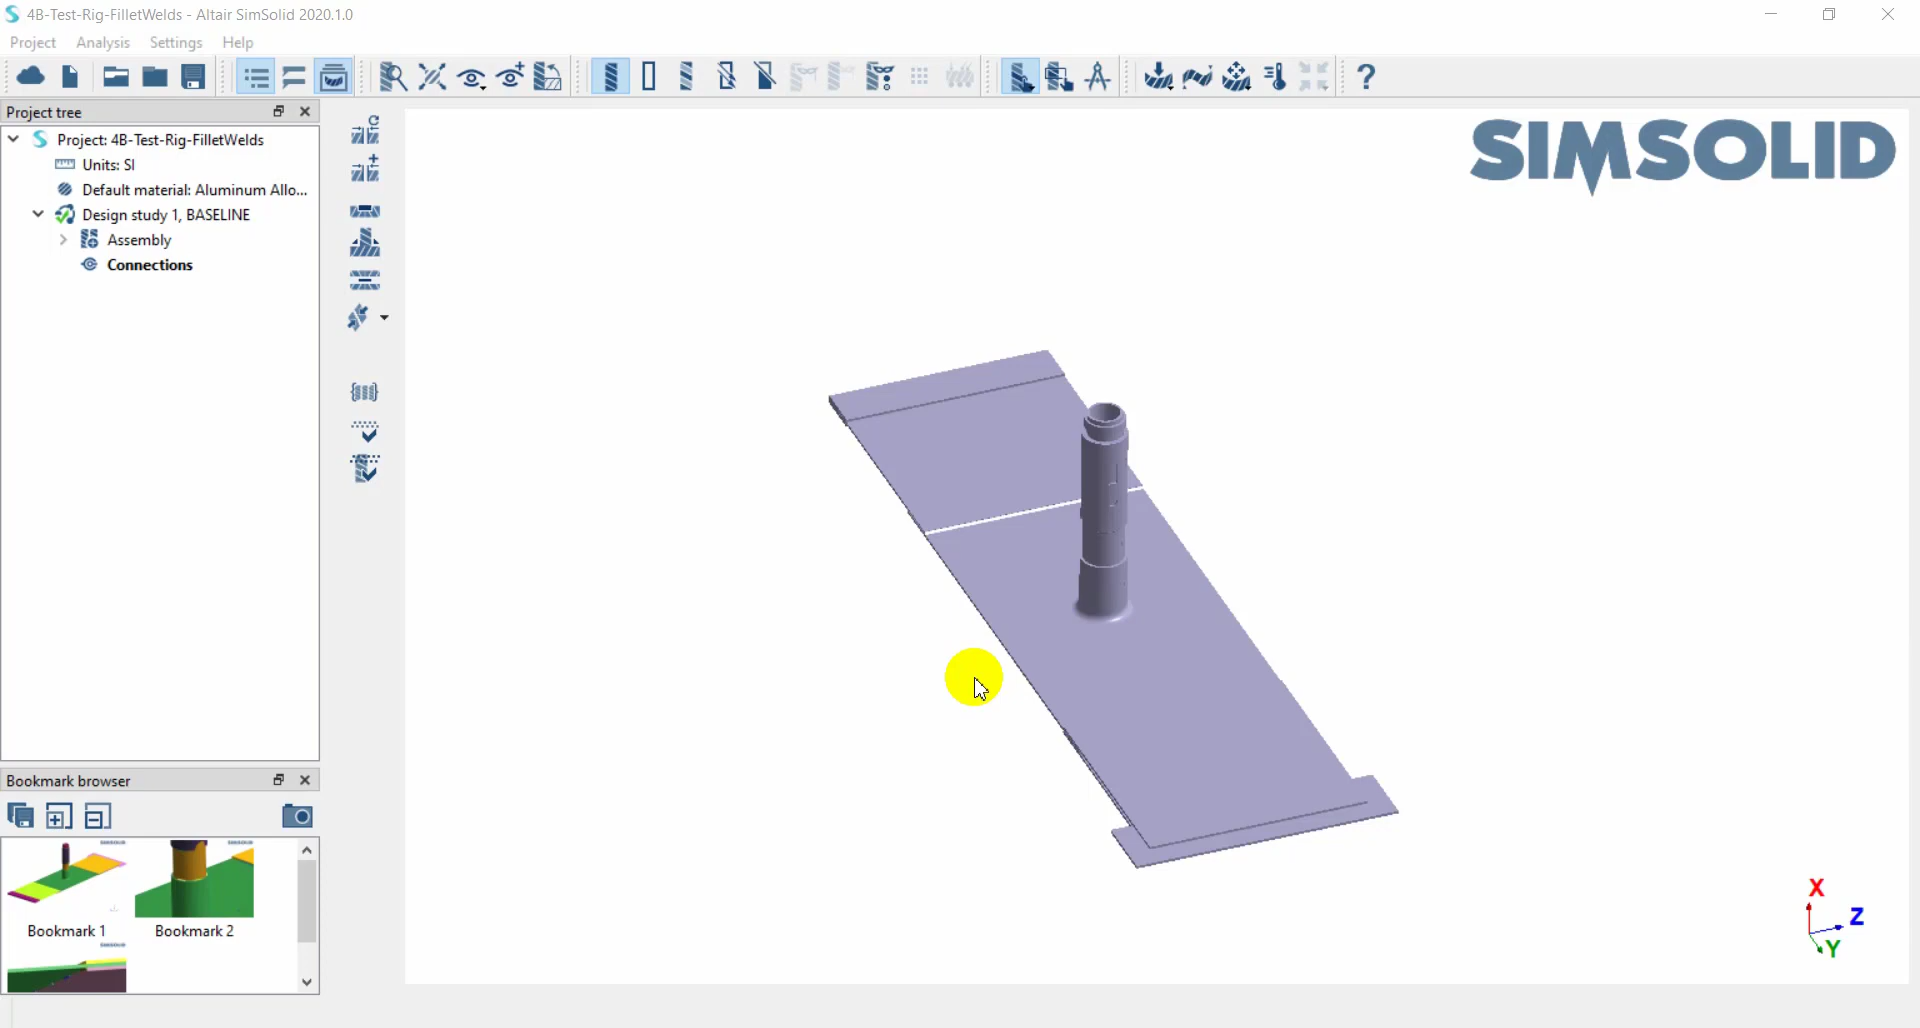 4B-Test-Rig-FilletWelds - Altair SimSolid 2020.1.0
Project Analysis Settings Help
Project tree
Project: 4B-Test-Rig-FilletWelds
Units: SI
Default material: Aluminum Allo...
Design study 1, BASELINE
Assembly
Connections
SIMSOLID
Bookmark browser
Bookmark 1 Bookmark 2
X
Z
Y